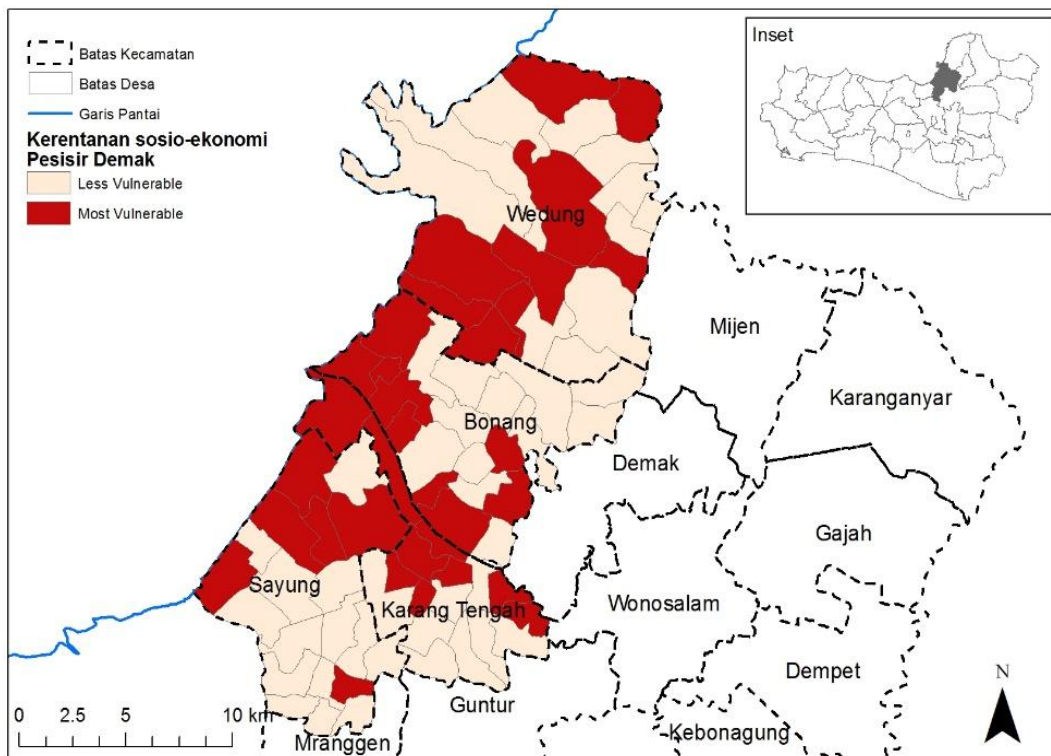 Batas Kecamatan
Batas Desa
Garis Pantai
Kerentanan sosio-ekonomi
Pesisir Demak
Less Vulnerable
Most Vulnerable
Inset
Wedung
Mijen
Karanganyar
Bonang
Demak
Gajah
Sayung
Karang Tengah
Wonosalam
Dempet
Guntur
Kebonagung
Mranggen
0 2.5 5 10 km
N